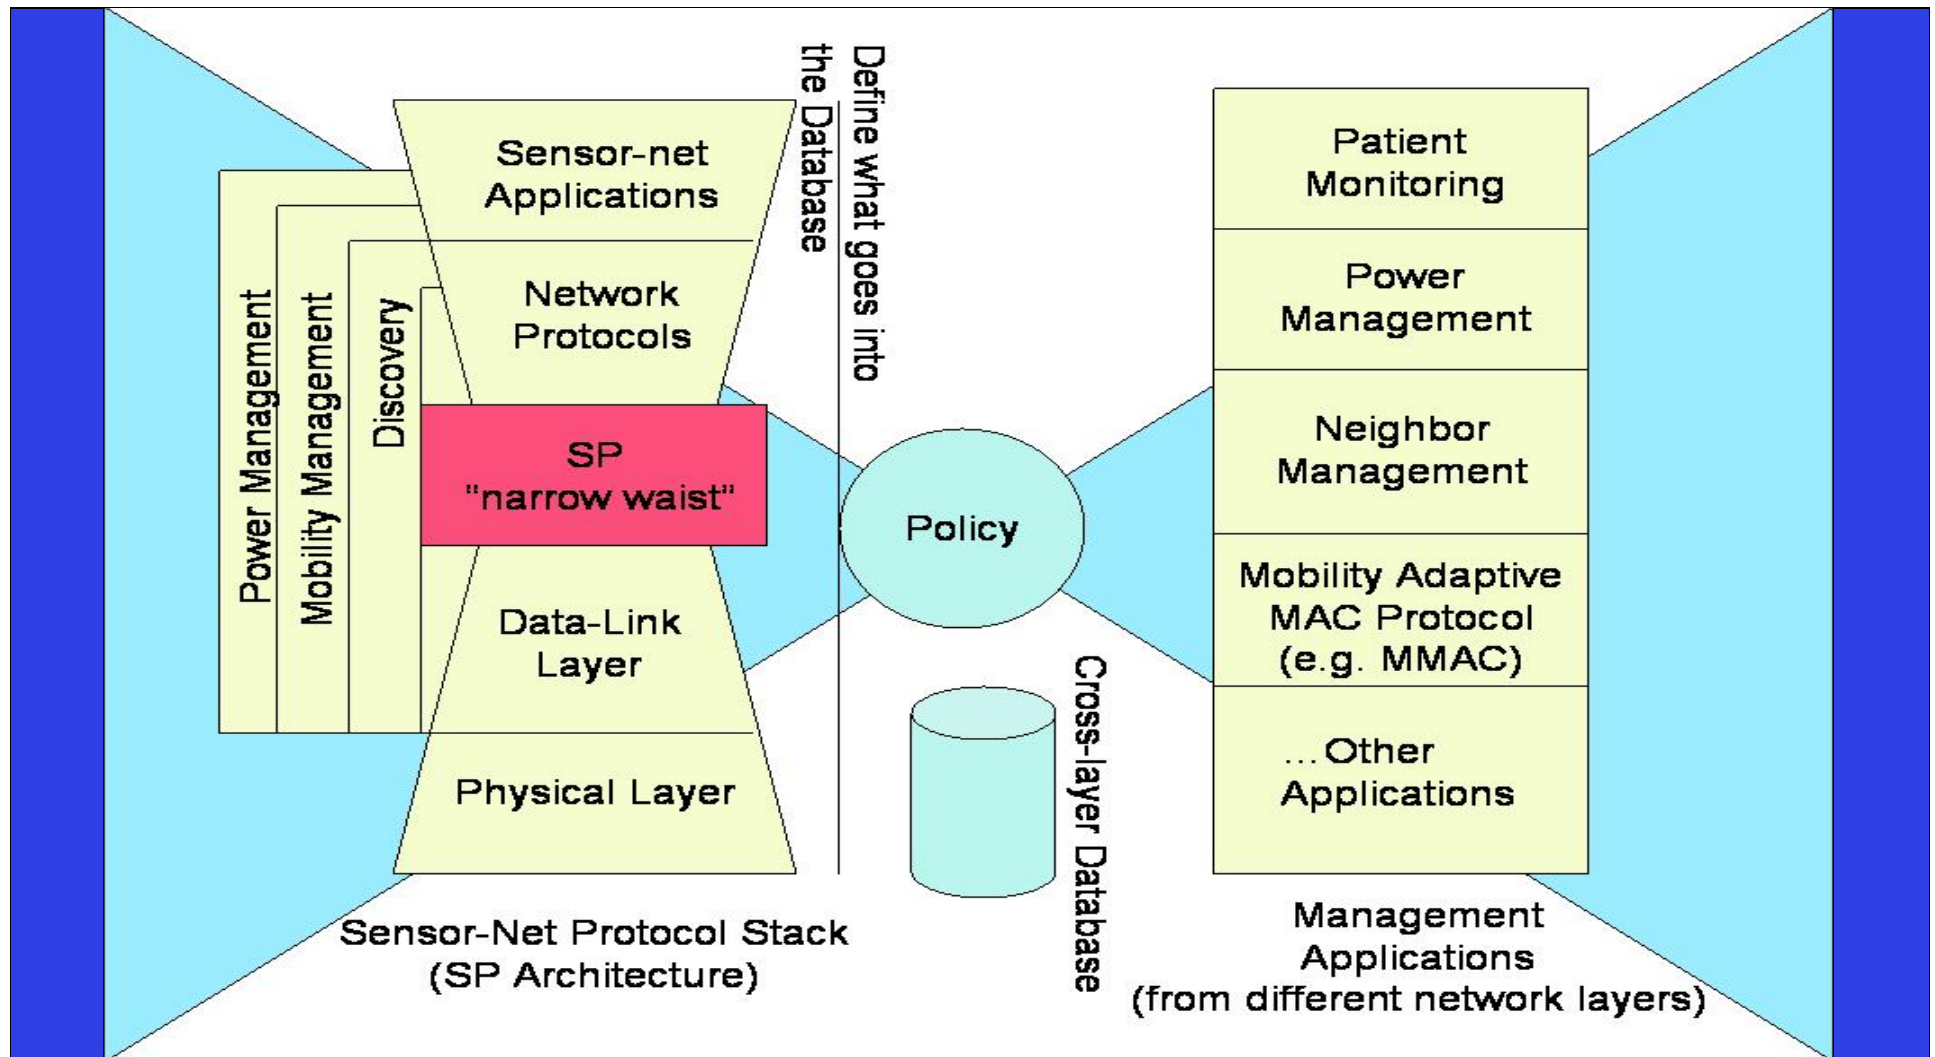 Sensor-net
Applications
Network
Protocols
SP
"narrow waist"
Data-Link
Layer
Physical Layer
Power Management
Mobility Management
Discovery
Sensor-Net Protocol Stack
(SP Architecture)
Define what goes into
the Database
Policy
Cross-layer Database
Patient
Monitoring
Power
Management
Neighbor
Management
Mobility Adaptive
MAC Protocol
(e.g. MMAC)
...Other
Applications
Management
Applications
(from different network layers)